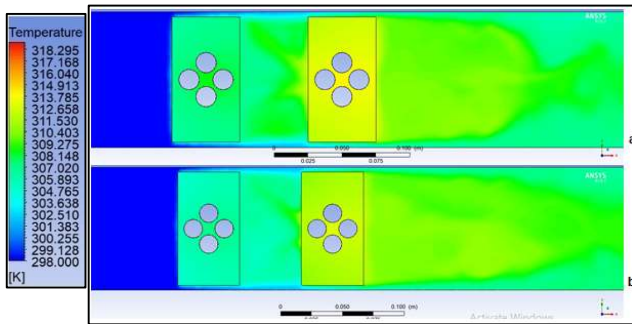 Temperature
318.295
317.168
316.040
314.913
313.785
312.658
311.530
310.403
309.275
308.148
307.020
305.893
304.765
303.638
302.510
301.383
300.255
299.128
298.000
[K]
ANSYS
0.050
0.100 (m)
0.025
0.075
a
ANSYS
0
0.050
0.100 (m)
Activate Windows
b